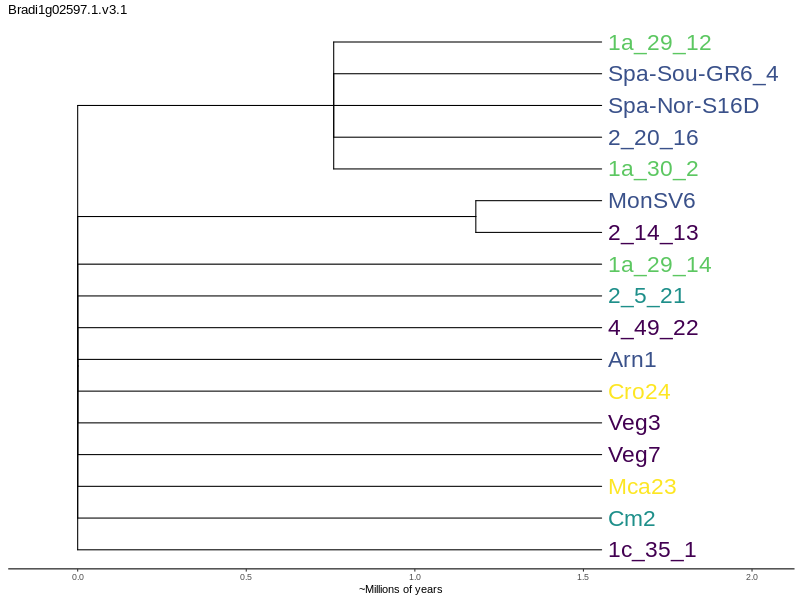 Bradi1g02597.1.v3.1
1a_29_12
Spa-Sou-GR6_4
Spa-Nor-S16D
2_20_16
1a_30_2
MonSV6
2_14_13
1a_29_14
2_5_21
4_49_22
Arn1
Cro24
Veg3
Veg7
Mca23
Cm2
1c_35_1
0.0 0.5 1.0 1.5 2.0
~Millions of years